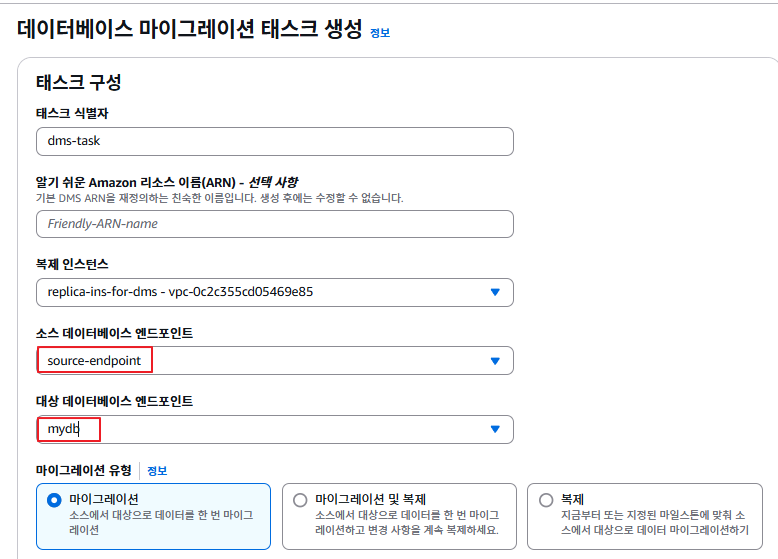 데이터베이스 마이그레이션 태스크 생성 정보
태스크 구성
태스크 식별자
dms-task
알기 쉬운 Amazon 리소스 이름(ARN) - 선택 사항
기본 DMS ARN을 재정의하는 친숙한 이름입니다. 생성 후에는 수정할 수 없습니다.
Friendly-ARN-name
복제 인스턴스
replica-ins-for-dms - vpc-0c2c355cd05469e85
소스 데이터베이스 엔드포인트
source-endpoint
대상 데이터베이스 엔드포인트
mydb
마이그레이션 유형 정보
마이그레이션
소스에서 대상으로 데이터를 한 번 마이그
레이션
마이그레이션 및 복제
소스에서 대상으로 데이터를 한 번 마이그
레이션하고 변경 사항을 계속 복제하세요.
복제
지금부터 또는 지정된 마일스톤에 맞춰 소
스에서 대상으로 데이터 마이그레이션하기